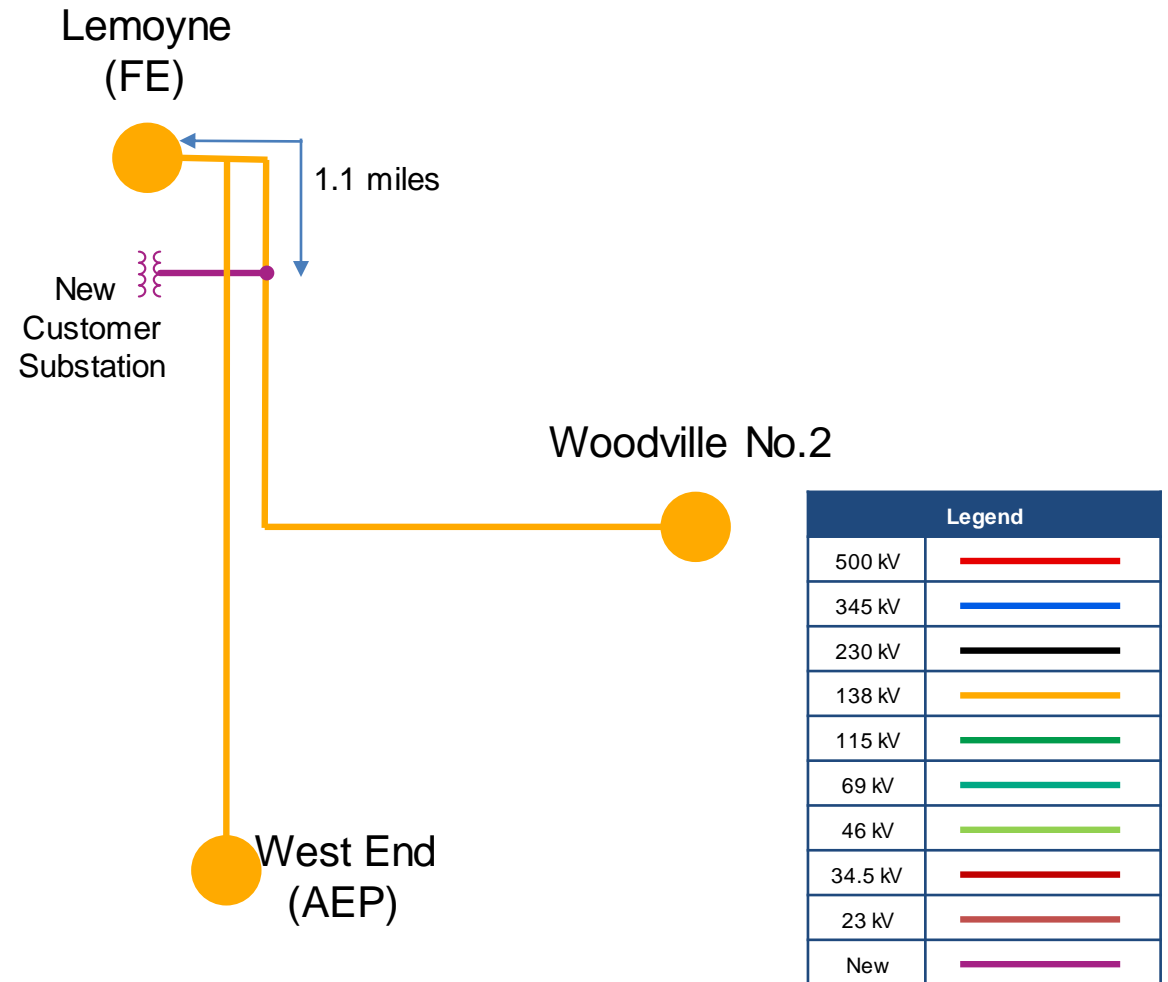 Lemoyne
(FE)
1.1 miles
New
Customer
Substation
Woodville No.2
West End
(AEP)
Legend
500 kV
345 kV
230 kV
138 kV
115 kV
69 kV
46 kV
34.5 kV
23 kV
New